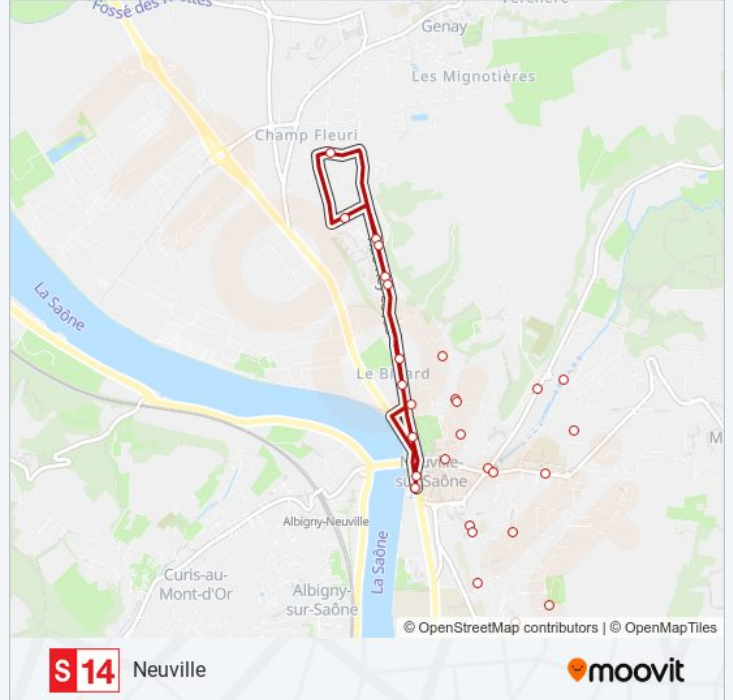 Fossé des
Genay
Les Mignotières
Champ Fleuri
La Saône
Le B ard
M
Neuville-
sur-Saône
Albigny-Neuville
La Saône
Curis-au-
Mont-d'Or
Albigny-
sur-Saône
© OpenStreetMap contributors | © OpenMapTiles
S 14 Neuville
moovit